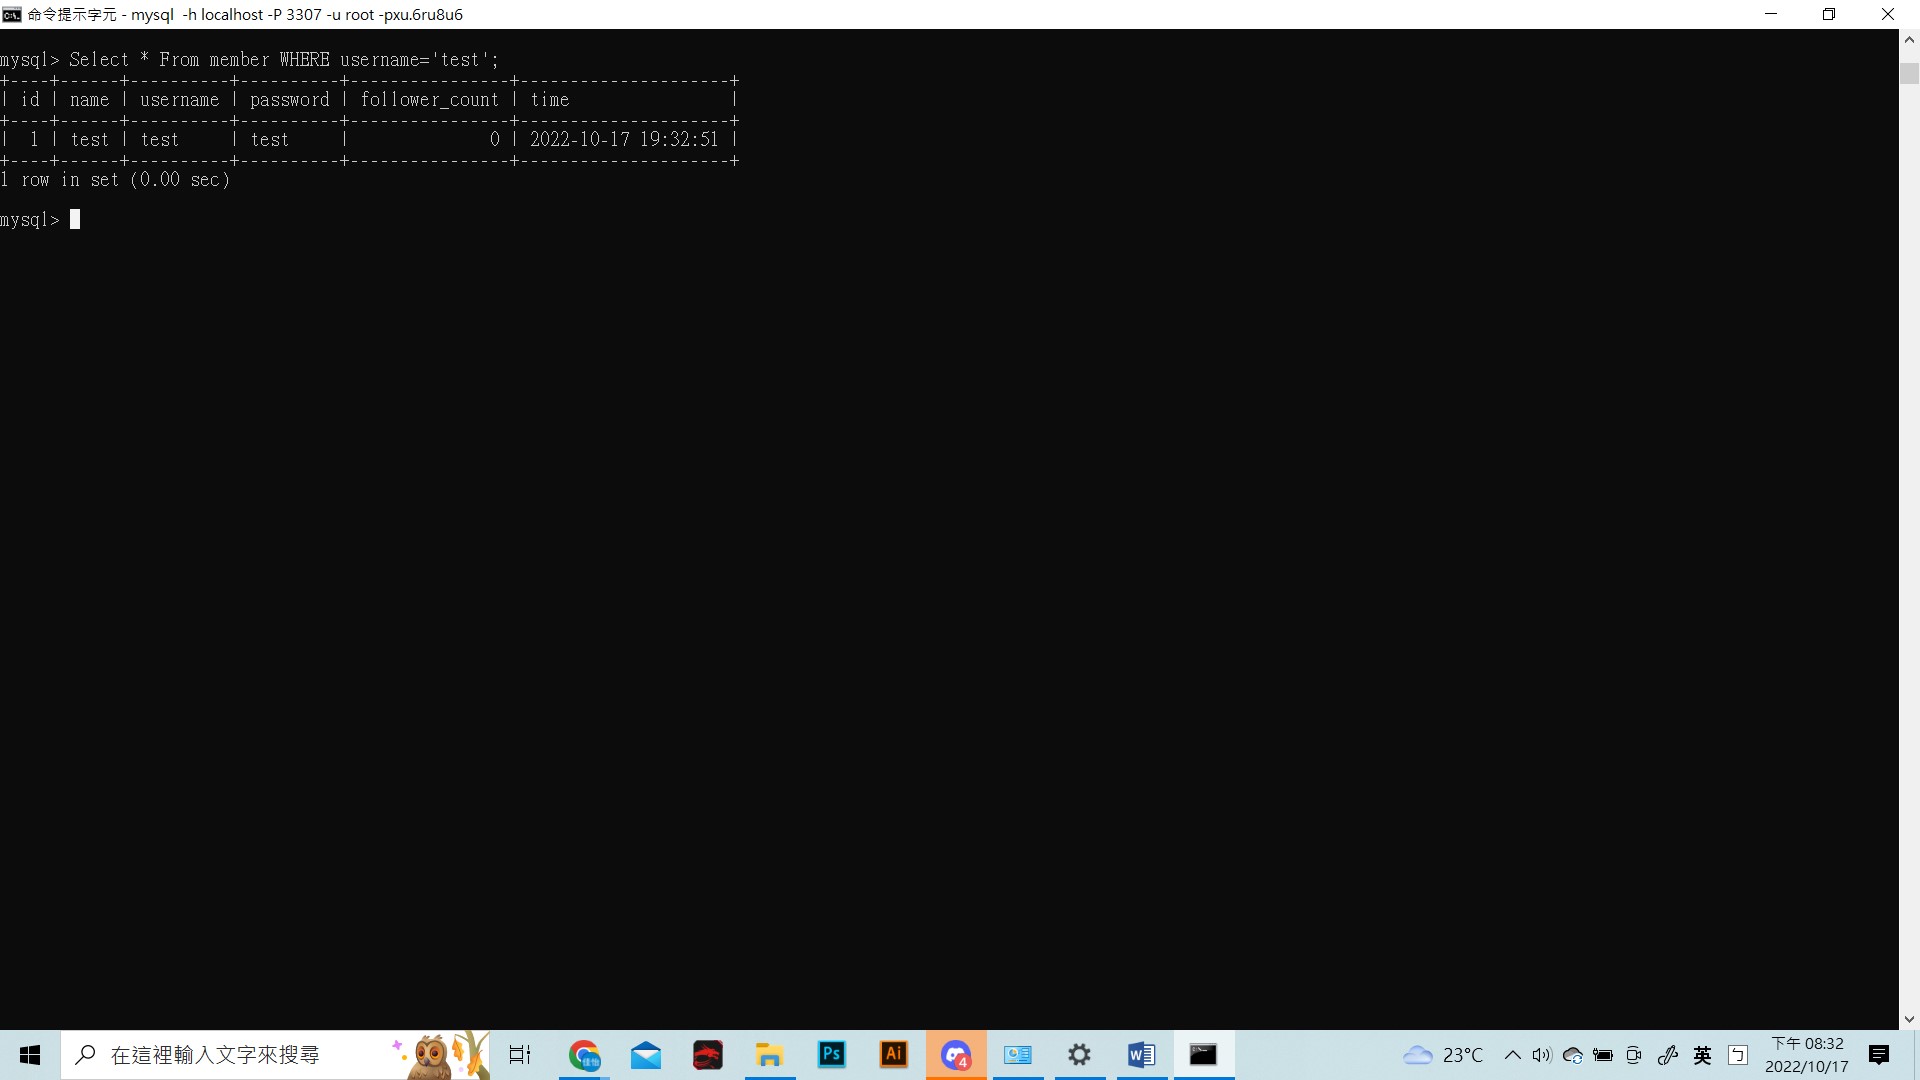 命令提示字元 - mysql  -h localhost -P 3307 -u root -pxu.6ru8u6
mysql> Select * From member WHERE username='test';
+----+------+----------+----------+----------------+---------------------+
| id | name | username | password | follower_count | time                |
+----+------+----------+----------+----------------+---------------------+
|  1 | test | test     | test     |              0 | 2022-10-17 19:32:51 |
+----+------+----------+----------+----------------+---------------------+
1 row in set (0.00 sec)
mysql>
在這裡輸入文字來搜尋
佳怡
Ps
Ai
4
23°C
英
ㄅ
下午 08:32
2022/10/17